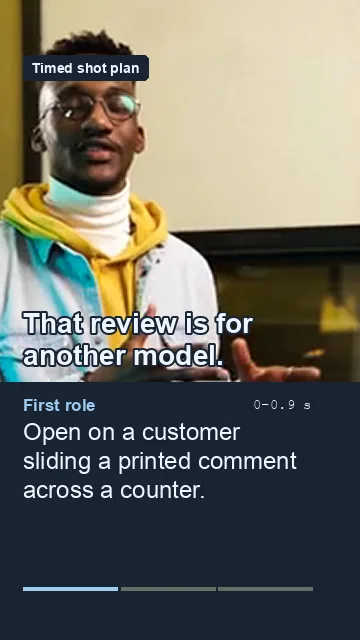 Timed shot plan
That review is for
another model.
First role
0–0.9 s
Open on a customer
sliding a printed comment
across a counter.